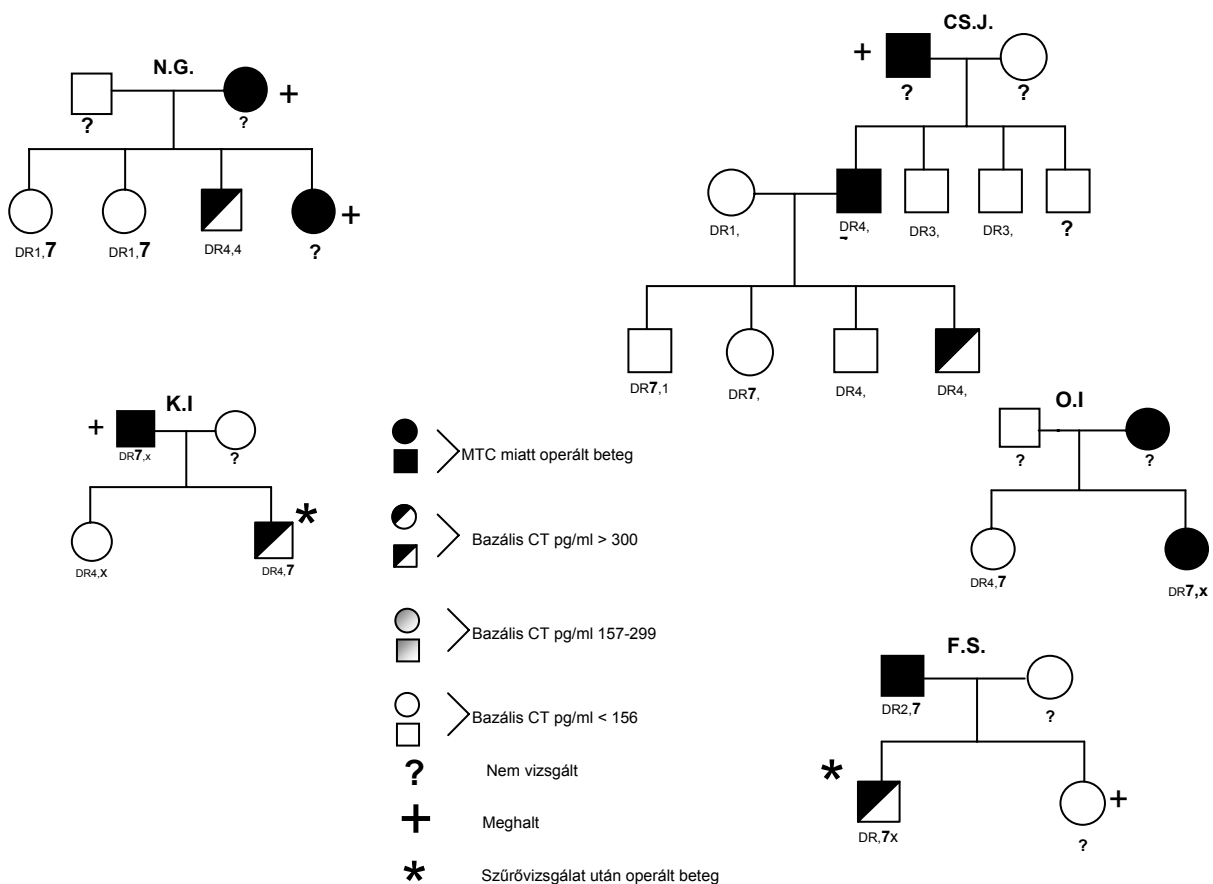 N.G.
+
?
?
DR1,7
DR1,7
DR4,4
+
?
CS.J.
+
?
?
DR1,
DR4,
7
DR3,
DR3,
?
DR7,1
DR7,
DR4,
DR4,
K.I
+
DR7,x
?
DR4,x
*
DR4,7
MTC miatt operált beteg
Bazális CT pg/ml > 300
Bazális CT pg/ml 157-299
Bazális CT pg/ml < 156
? Nem vizsgált
+ Meghalt
* Szűrővizsgálat után operált beteg
O.I
?
?
DR4,7
DR7,x
F.S.
DR2,7
?
*
DR,7x
+
?